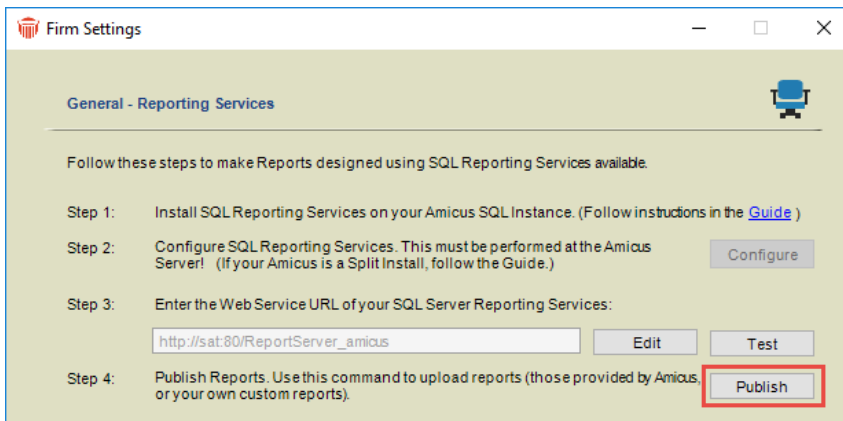 Firm Settings
General - Reporting Services
Follow these steps to make Reports designed using SQL Reporting Services available.
Step 1: Install SQL Reporting Services on your Amicus SQL Instance. (Follow instructions in the Guide )
Step 2: Configure SQL Reporting Services. This must be performed at the Amicus
Server! (If your Amicus is a Split Install, follow the Guide.)
Configure
Step 3: Enter the Web Service URL of your SQL Server Reporting Services:
http://sat:80/ReportServer_amicus Edit Test
Step 4: Publish Reports. Use this command to upload reports (those provided by Amicus,
or your own custom reports).
Publish